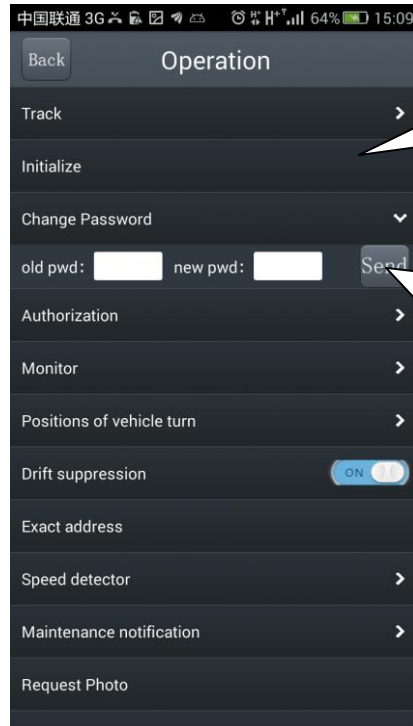 中国联通 3G 64% 15:09
Back Operation
Track
Initialize
Change Password
old pwd: new pwd: Send
Authorization
Monitor
Positions of vehicle turn
Drift suppression ON
Exact address
Speed detector
Maintenance notification
Request Photo